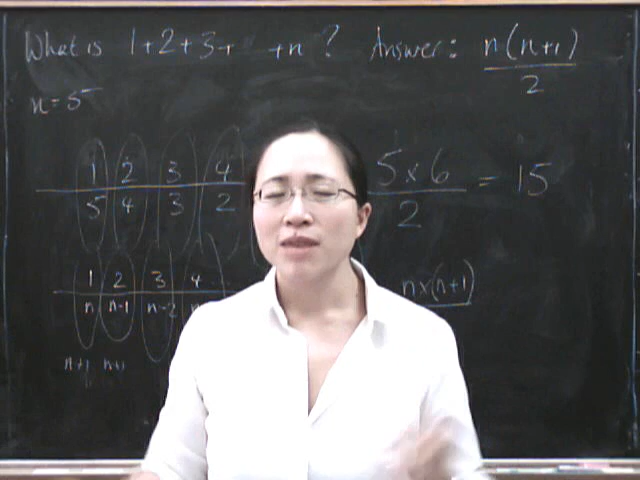 What is 1+2+3+ +n ? Answer: n(n+1)
2
n=5
1 2 3 4
5 4 3 2
5×6
2
= 15
1 2 3 4
n n-1 n-2
n×(n+1)
n+1 n+1